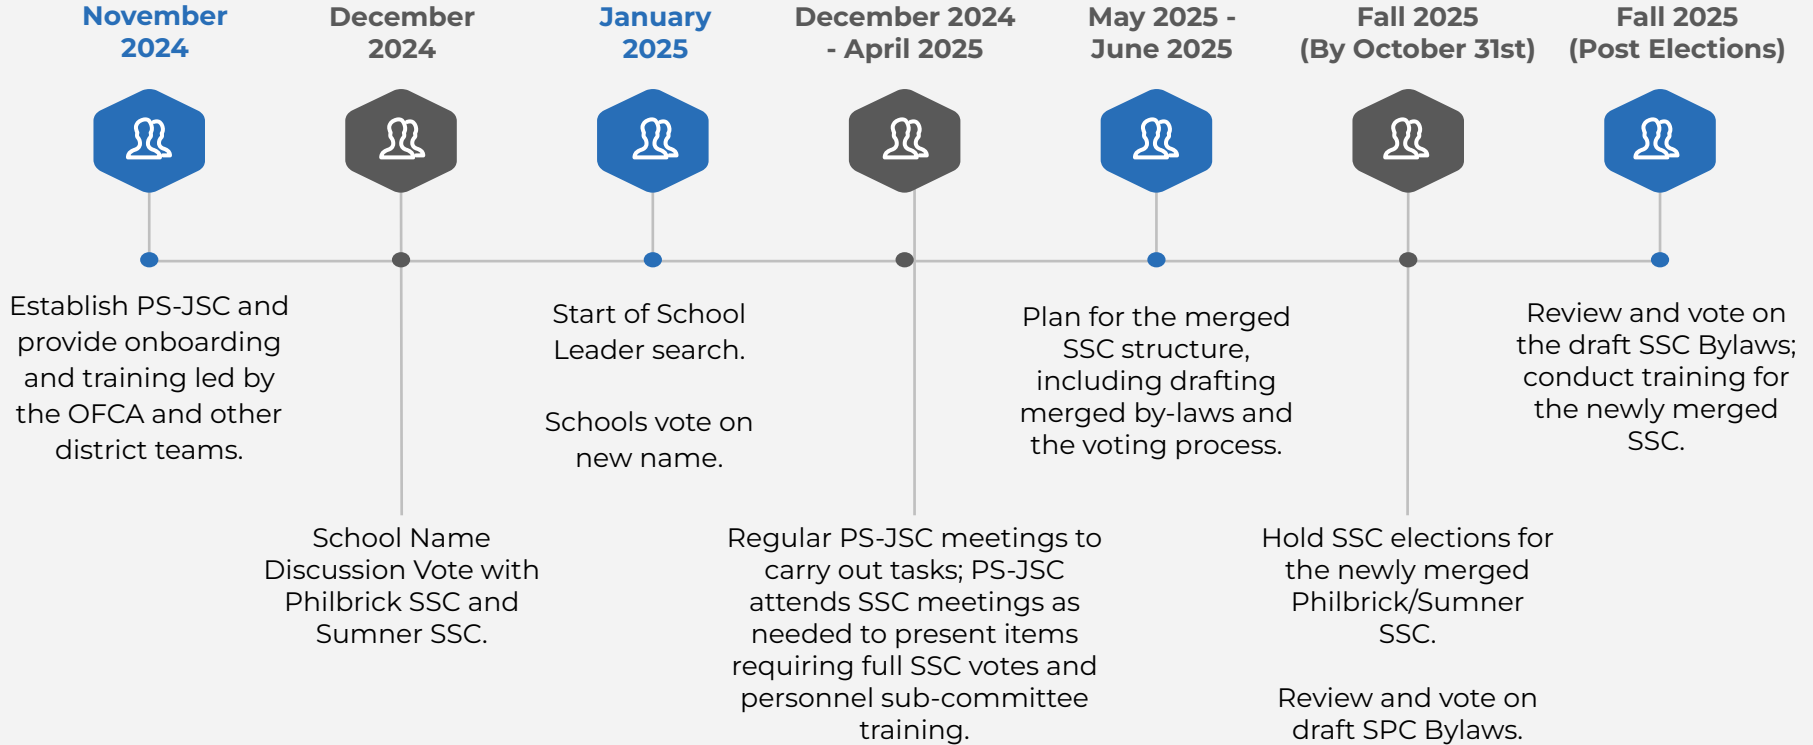 November
2024
December
2024
January
2025
December 2024
- April 2025
May 2025 -
June 2025
Fall 2025
(By October 31st)
Fall 2025
(Post Elections)
Establish PS-JSC and
provide onboarding
and training led by
the OFCA and other
district teams.
School Name
Discussion Vote with
Philbrick SSC and
Sumner SSC.
Start of School
Leader search.
Schools vote on
new name.
Regular PS-JSC meetings to
carry out tasks; PS-JSC
attends SSC meetings as
needed to present items
requiring full SSC votes and
personnel sub-committee
training.
Plan for the merged
SSC structure,
including drafting
merged by-laws and
the voting process.
Hold SSC elections for
the newly merged
Philbrick/Sumner
SSC.
Review and vote on
draft SPC Bylaws.
Review and vote on
the draft SSC Bylaws;
conduct training for
the newly merged
SSC.